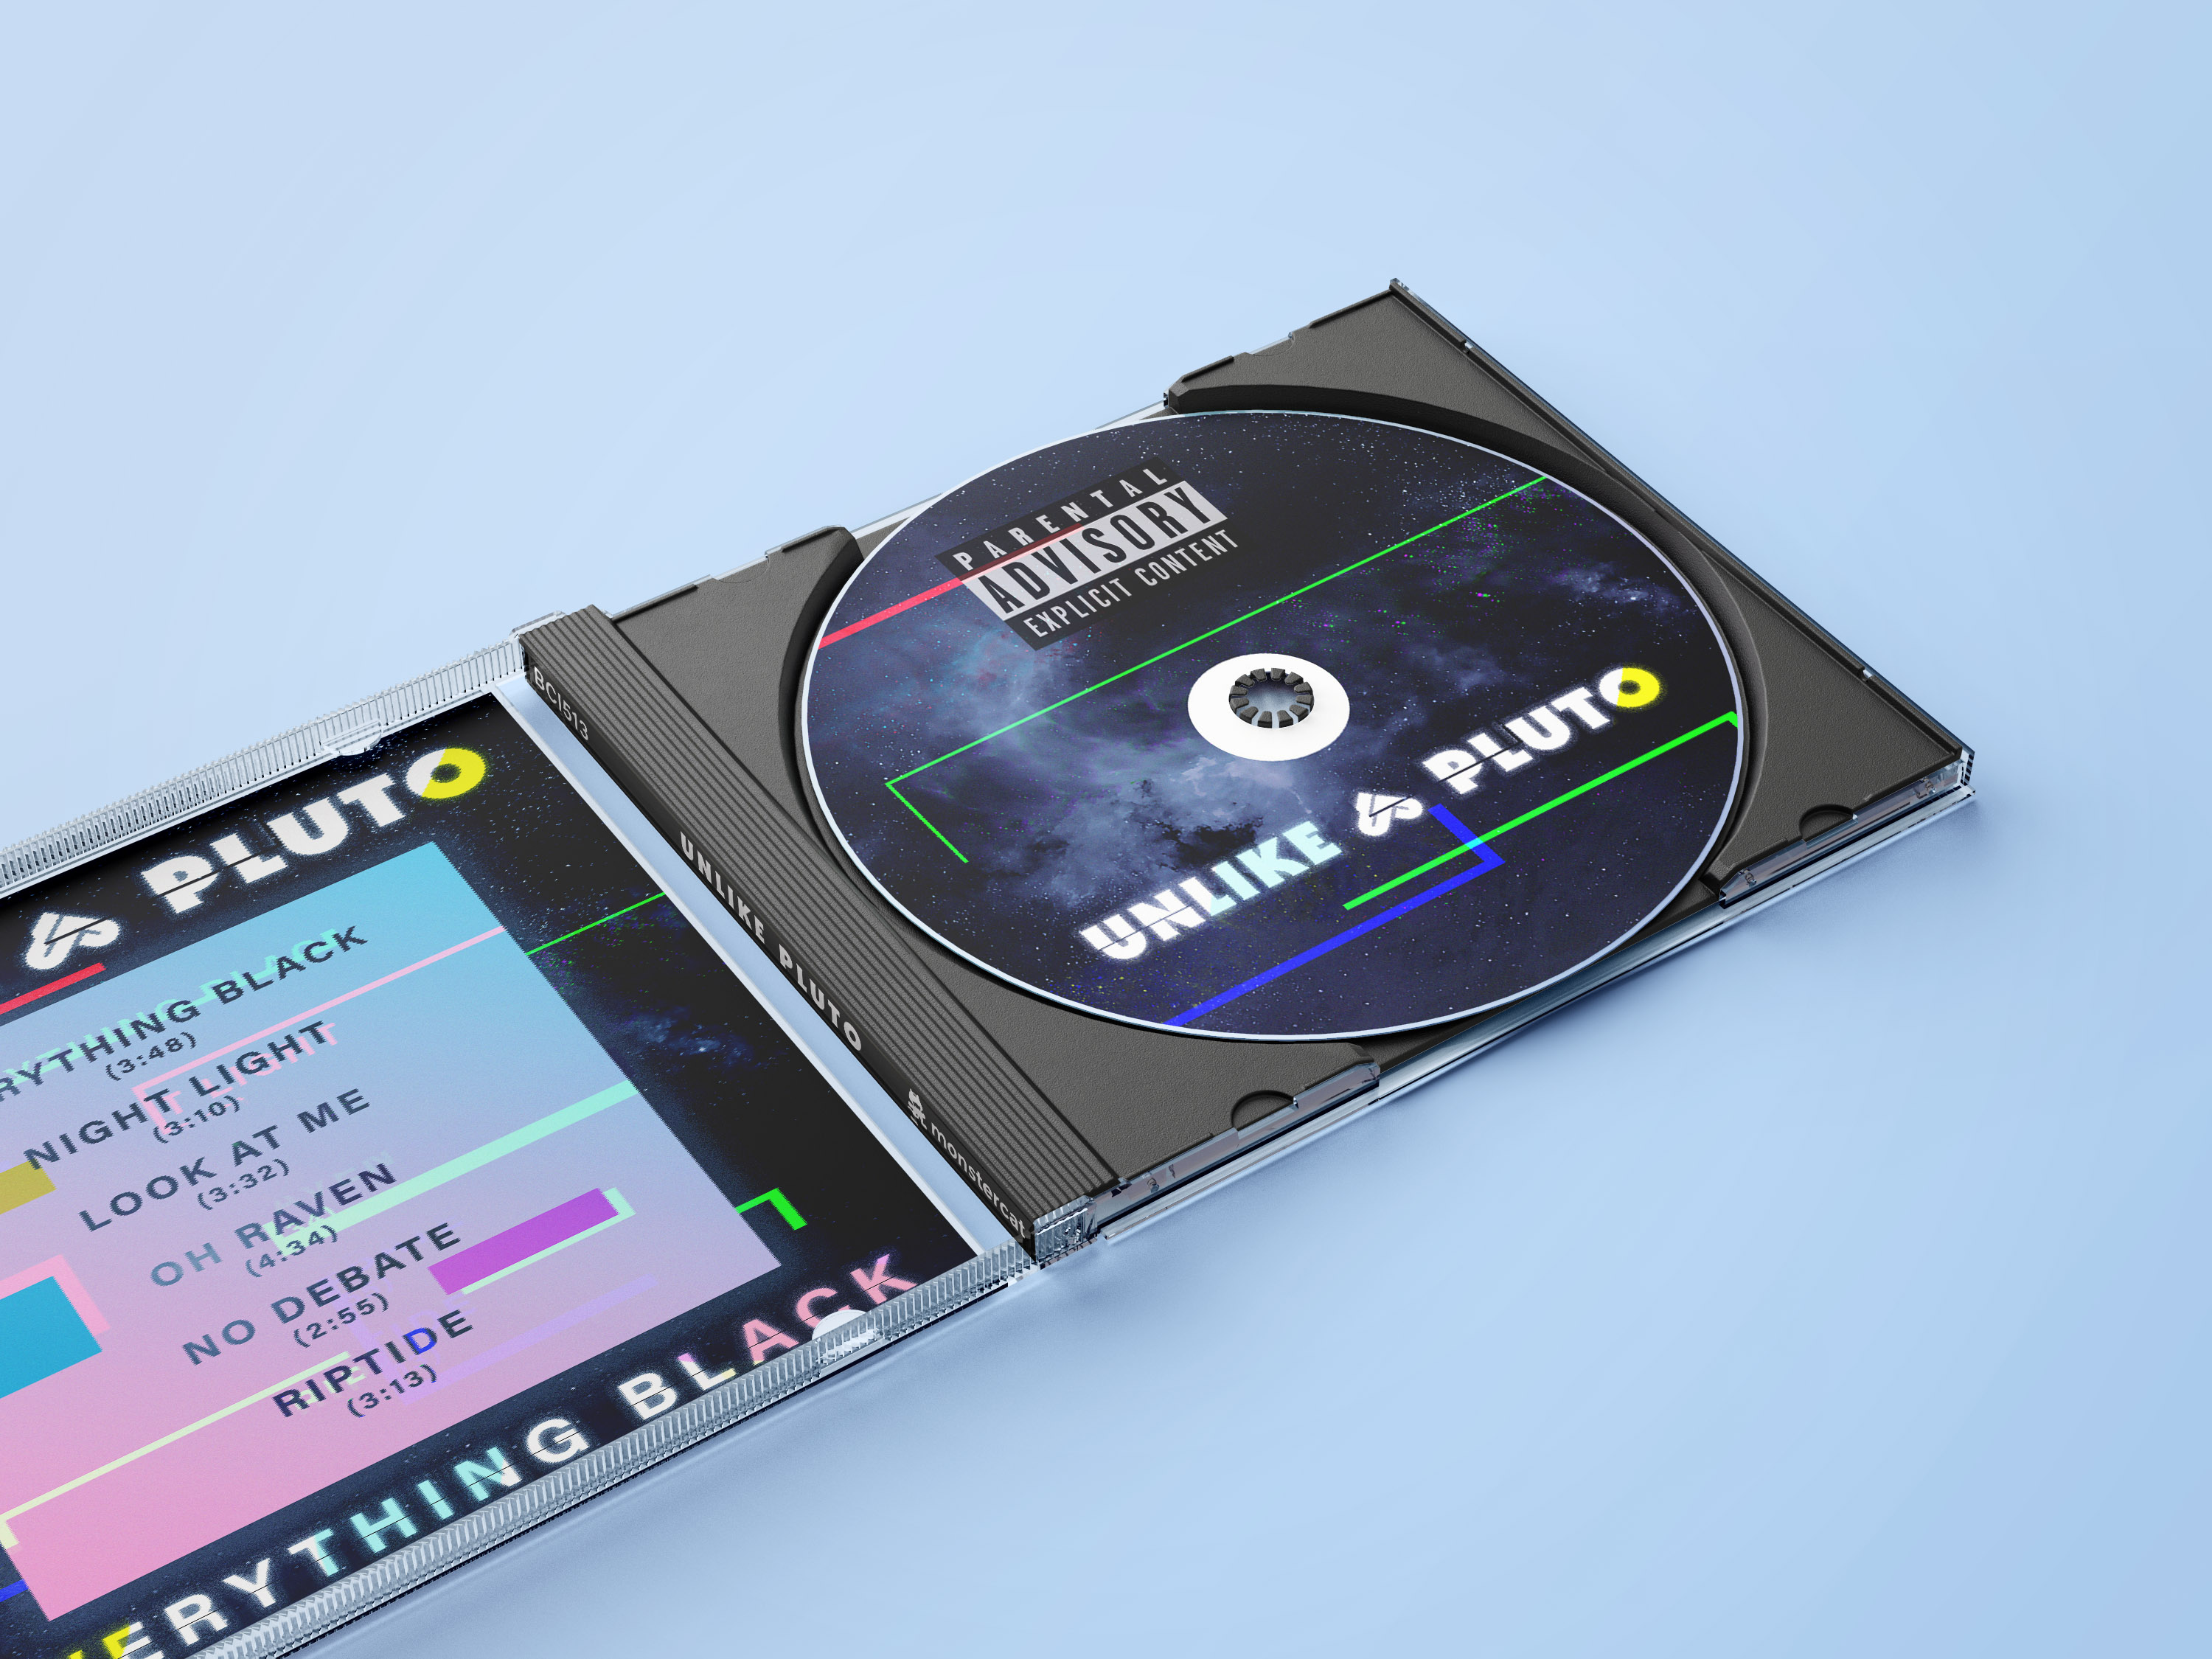 PLUTO
RYTHING BLACK
(3:48)
NIGHT LIGHT
(3:10)
LOOK AT ME
(3:32)
OH RAVEN
(4:34)
NO DEBATE
(2:55)
RIPTIDE
(3:13)
ERYTHING BLACK
BCI513
UNLIKE PLUTO
monstercat
PARENTAL
ADVISORY
EXPLICIT CONTENT
UNLIKE PLUTO